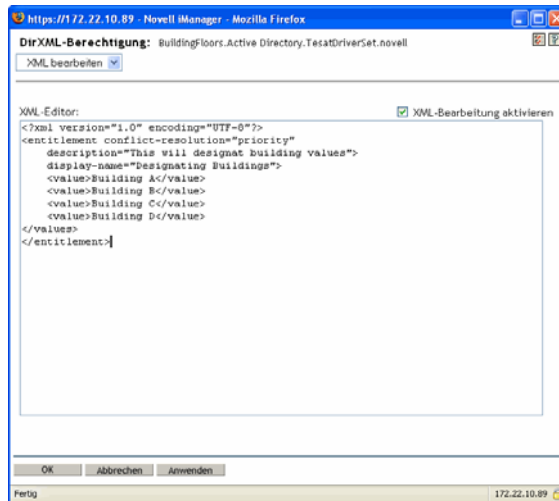 https://172.22.10.89 - Novell iManager - Mozilla Firefox
DirXML-Berechtigung: BuildingFloors.Active Directory.TesatDriverSet.novell
XML bearbeiten
XML-Editor: XML-Bearbeitung aktivieren
<?xml version="1.0" encoding="UTF-8"?>
<entitlement conflict-resolution="priority"
description="This will designat building values">
display-name="Designating Buildings">
<value>Building A</value>
<value>Building B</value>
<value>Building C</value>
<value>Building D</value>
</values>
</entitlement>
OK Abbrechen Anwenden
Fertig 172.22.10.89